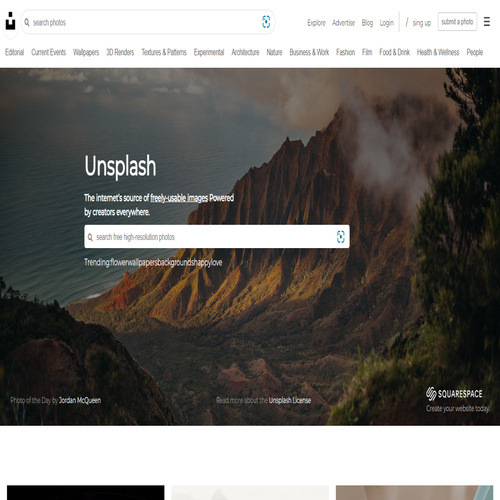 search photos
Explore Advertise Blog Login / sing up submit a photo
Editorial Current Events Wallpapers 3D Renders Textures & Patterns Experimental Architecture Nature Business & Work Fashion Film Food & Drink Health & Wellness People
Unsplash
The internet's source of freely-usable images Powered
by creators everywhere.
search free high-resolution photos
Trending:flowerwallpapersbackgroundshappylove
SQUARESPACE
Photo of the Day by Jordan McQueen
Read more about the Unsplash License
Create your website today.